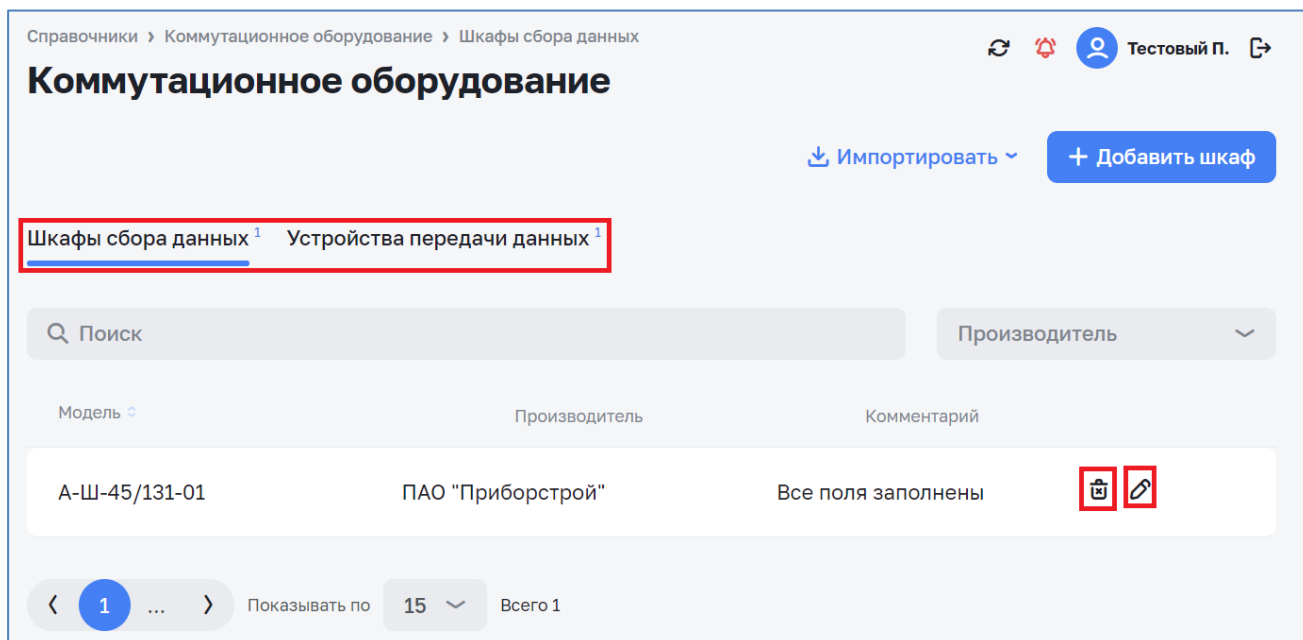 Справочники › Коммутационное оборудование › Шкафы сбора данных
Тестовый П.
Коммутационное оборудование
Импортировать
+ Добавить шкаф
Шкафы сбора данных 1 Устройства передачи данных 1
Поиск
Производитель
Модель Производитель Комментарий
А-Ш-45/131-01 ПАО "Приборстрой" Все поля заполнены
‹ 1 ... › Показывать по 15 Всего 1